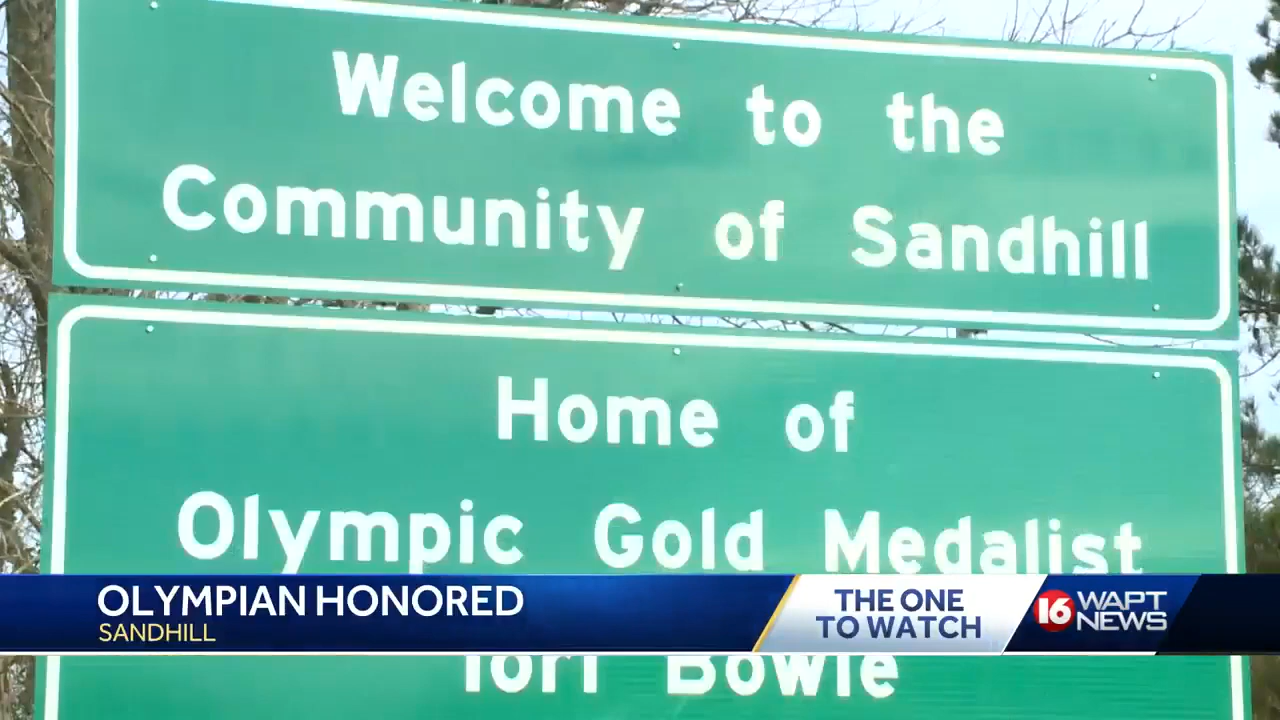 Welcome to the
Community of Sandhill
Home of
Olympic Gold Medalist
OLYMPIAN HONORED
SANDHILL
THE ONE
TO WATCH
16 WAPT
NEWS
Tori Bowie